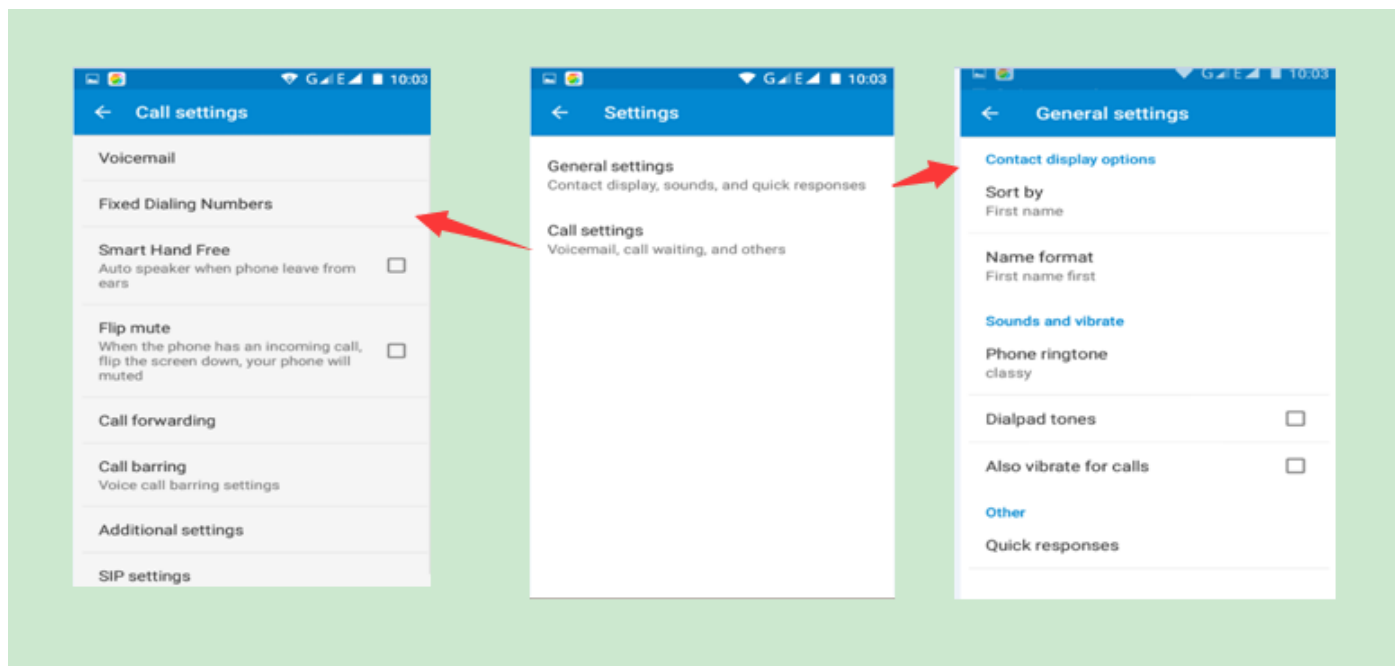 G E 10:03
Call settings
Voicemail
Fixed Dialing Numbers
Smart Hand Free
Auto speaker when phone leave from
ears
Flip mute
When the phone has an incoming call,
flip the screen down, your phone will
muted
Call forwarding
Call barring
Voice call barring settings
Additional settings
SIP settings
G E 10:03
Settings
General settings
Contact display, sounds, and quick responses
Call settings
Voicemail, call waiting, and others
G E 10:03
General settings
Contact display options
Sort by
First name
Name format
First name first
Sounds and vibrate
Phone ringtone
classy
Dialpad tones
Also vibrate for calls
Other
Quick responses